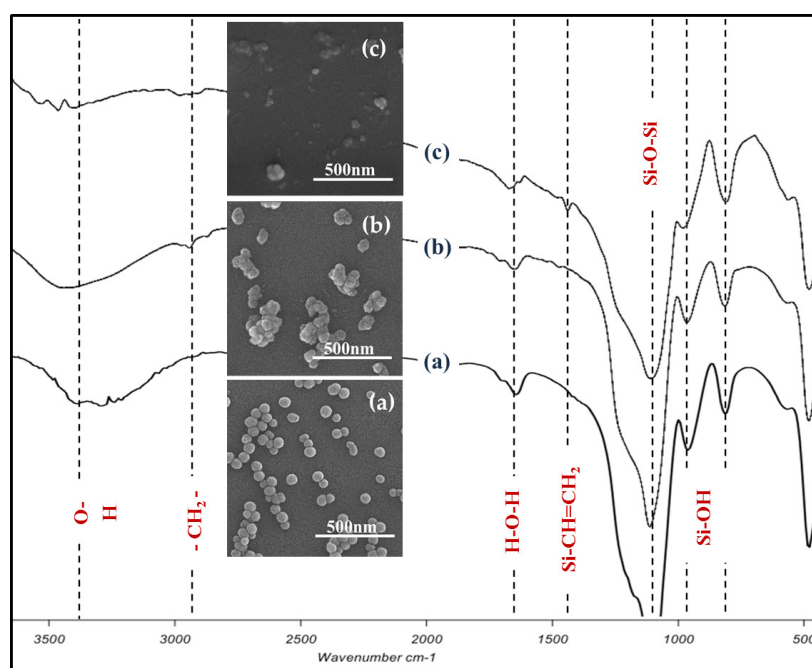 (c)
500nm
(b)
500nm
(a)
500nm
(c)
(b)
(a)
O-
H
- CH₂ -
H-O-H
Si-CH=CH₂
Si-O-Si
Si-OH
3500
3000
2500
2000
1500
1000
500
Wavenumber cm-1